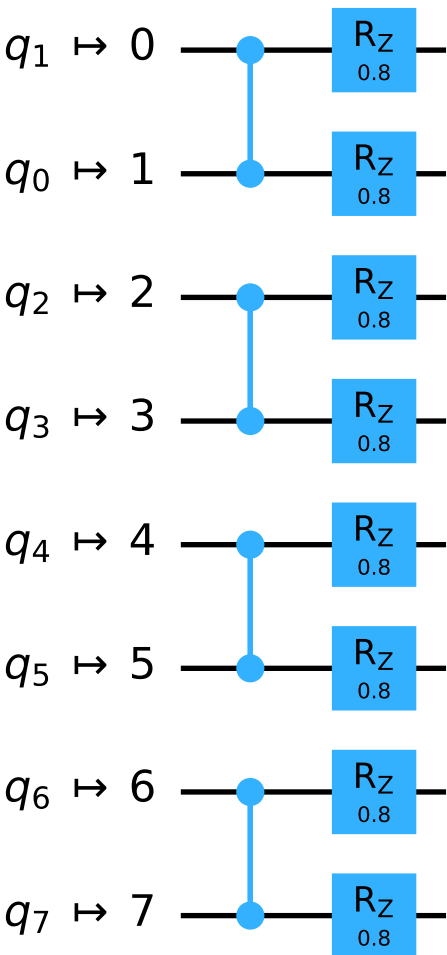 q1 ↦ 0
RZ
0.8
q0 ↦ 1
RZ
0.8
q2 ↦ 2
RZ
0.8
q3 ↦ 3
RZ
0.8
q4 ↦ 4
RZ
0.8
q5 ↦ 5
RZ
0.8
q6 ↦ 6
RZ
0.8
q7 ↦ 7
RZ
0.8